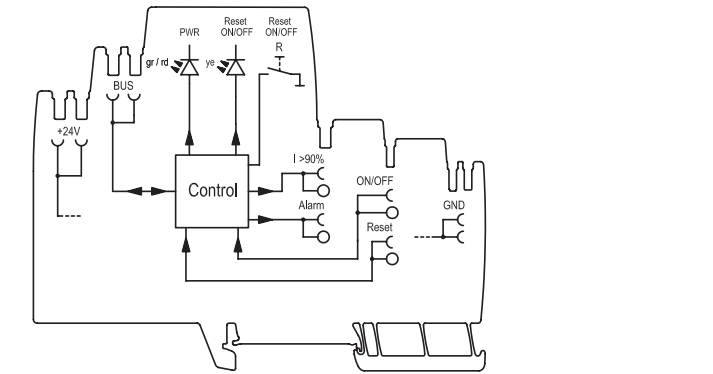 Reset Reset
PWR ON/OFF ON/OFF
R
gr / rd ye
BUS
+24V
I >90%
ON/OFF
Control
Alarm
GND
Reset